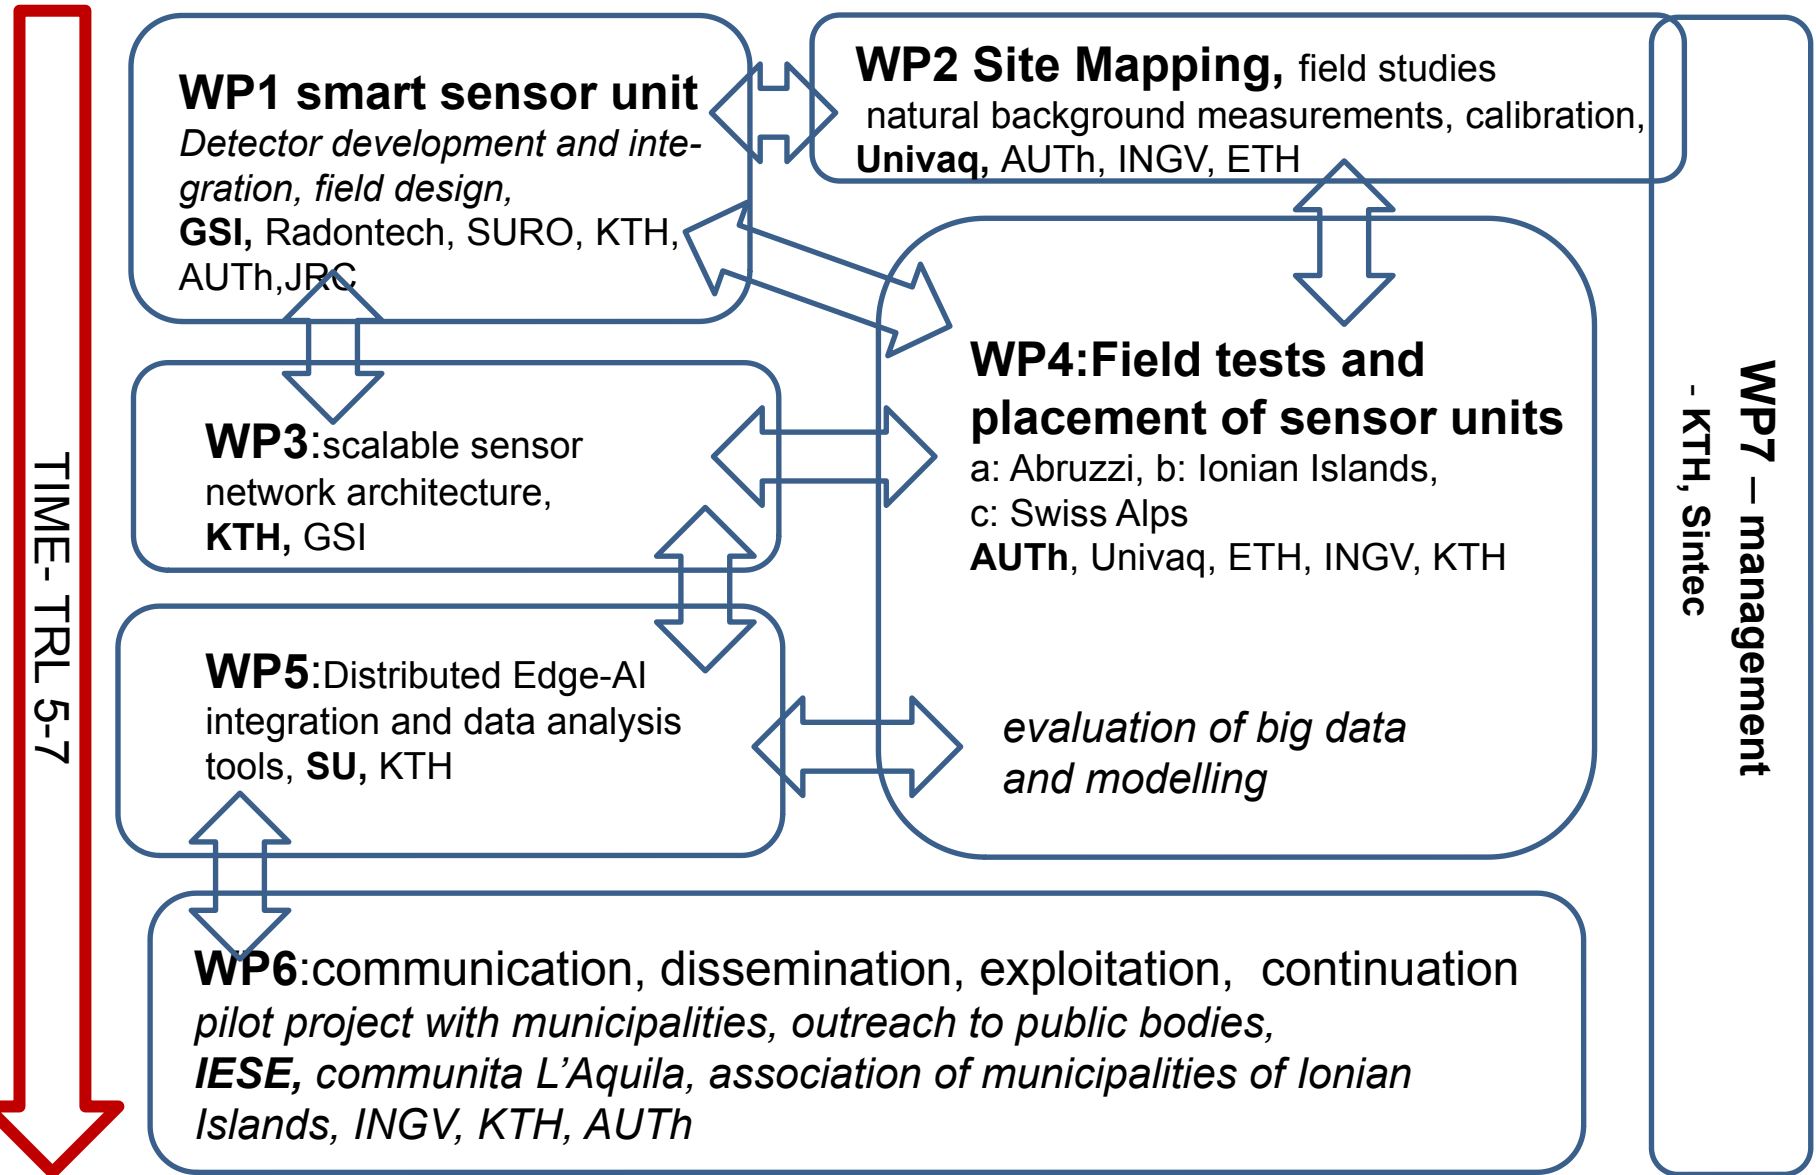 WP1 smart sensor unit
Detector development and inte-
gration, field design,
GSI, Radontech, SURO, KTH,
AUTh,JRC
WP2 Site Mapping, field studies
natural background measurements, calibration,
Univaq, AUTh, INGV, ETH
WP3:scalable sensor
network architecture,
KTH, GSI
WP4:Field tests and
placement of sensor units
a: Abruzzi, b: Ionian Islands,
c: Swiss Alps
AUTh, Univaq, ETH, INGV, KTH
evaluation of big data
and modelling
WP5:Distributed Edge-AI
integration and data analysis
tools, SU, KTH
WP6:communication, dissemination, exploitation, continuation
pilot project with municipalities, outreach to public bodies,
IESE, communita L’Aquila, association of municipalities of Ionian
Islands, INGV, KTH, AUTh
WP7 – management
- KTH, Sintec
TIME- TRL 5-7